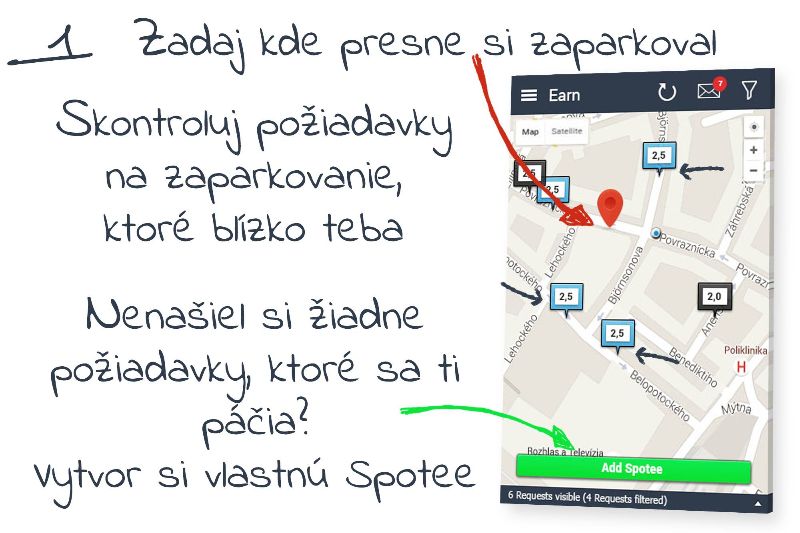 1 Zadaj kde presne si zaparkoval
Skontroluj požiadavky
na zaparkovanie,
ktoré blízko teba
Nenašiel si žiadne
požiadavky, ktoré sa ti
páčia?
vytvor si vlastnú Spotee
Earn
7
Map Satellite
Björnsonova
2,5
2,5
2,5
Povraznícka
Záhrebská
Lehockého
Povraznícka
Björnsonova
Povraz
potockého
2,5
2,0
2,5
Lehockého
Benediktiho
Poliklinika
H
Belopotockého
Mýtna
Rozhlas a Televízia
Add Spotee
6 Requests visible (4 Requests filtered)